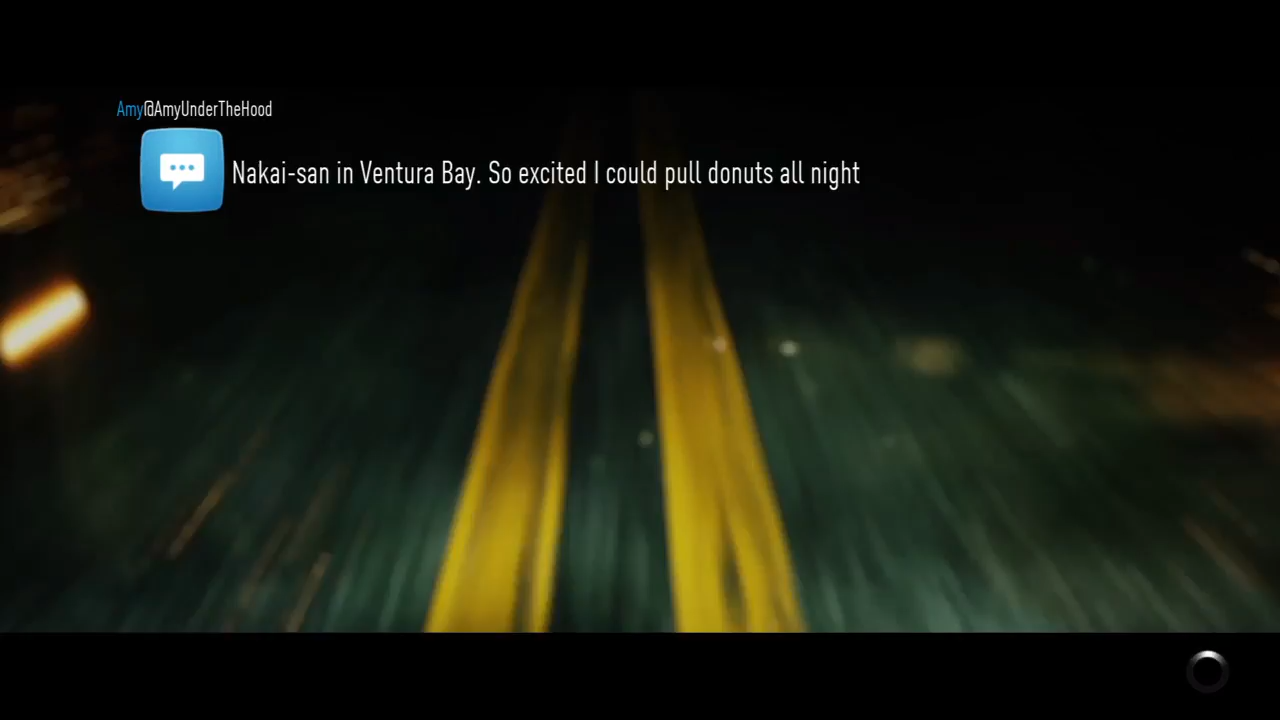 Amy@AmyUnderTheHood
Nakai-san in Ventura Bay. So excited I could pull donuts all night